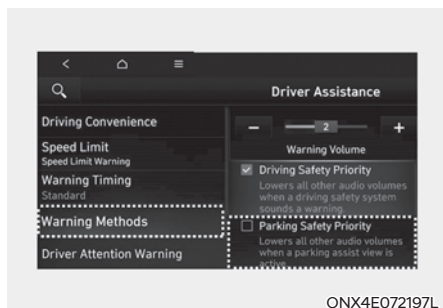 Driver Assistance
Driving Convenience
Speed Limit
Speed Limit Warning
Warning Timing
Standard
Warning Methods
Driver Attention Warning
− 2 +
Warning Volume
Driving Safety Priority
Lowers all other audio volumes
when a driving safety system
sounds a warning.
Parking Safety Priority
Lowers all other audio volumes
when a parking assist view is
active.
ONX4E072197L